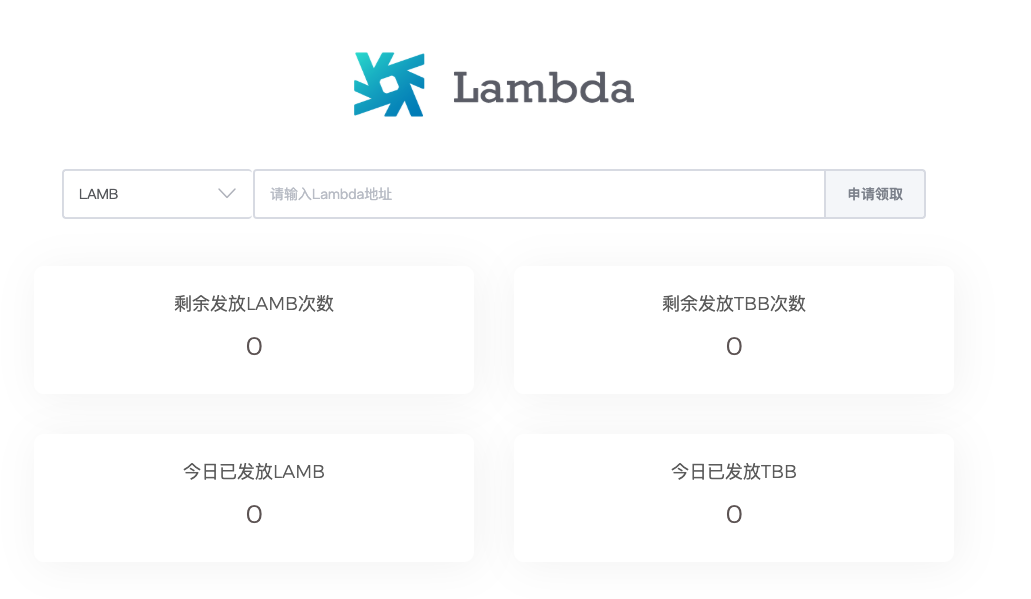 Lambda
LAMB
请输入Lambda地址
申请领取
剩余发放LAMB次数
0
剩余发放TBB次数
0
今日已发放LAMB
0
今日已发放TBB
0